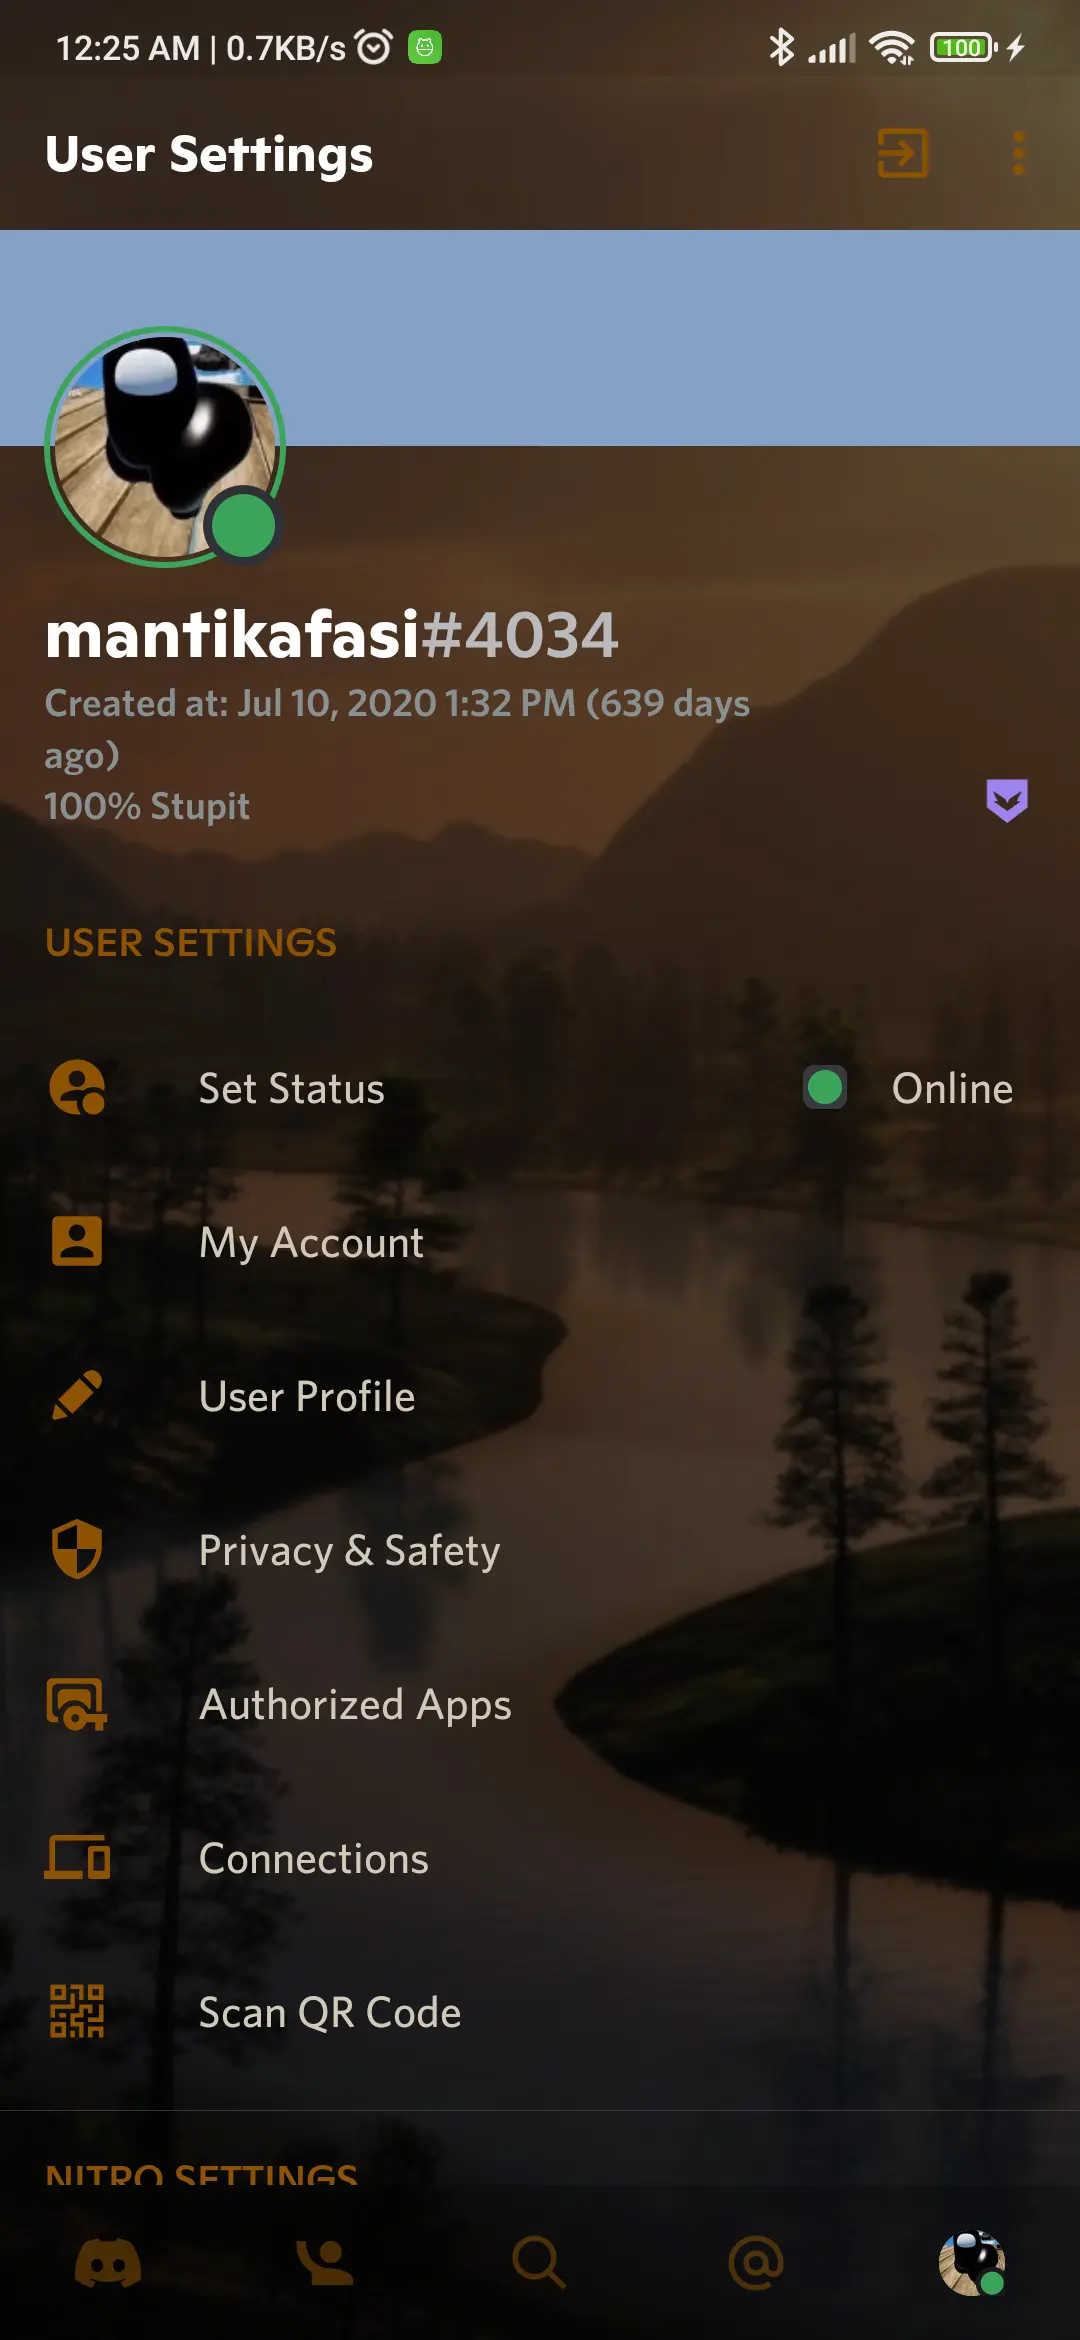 12:25 AM | 0.7KB/s
100
User Settings
mantikafasi#4034
Created at: Jul 10, 2020 1:32 PM (639 days
ago)
100% Stupit
USER SETTINGS
Set Status
Online
My Account
User Profile
Privacy & Safety
Authorized Apps
Connections
Scan QR Code
NITRO SETTINGS